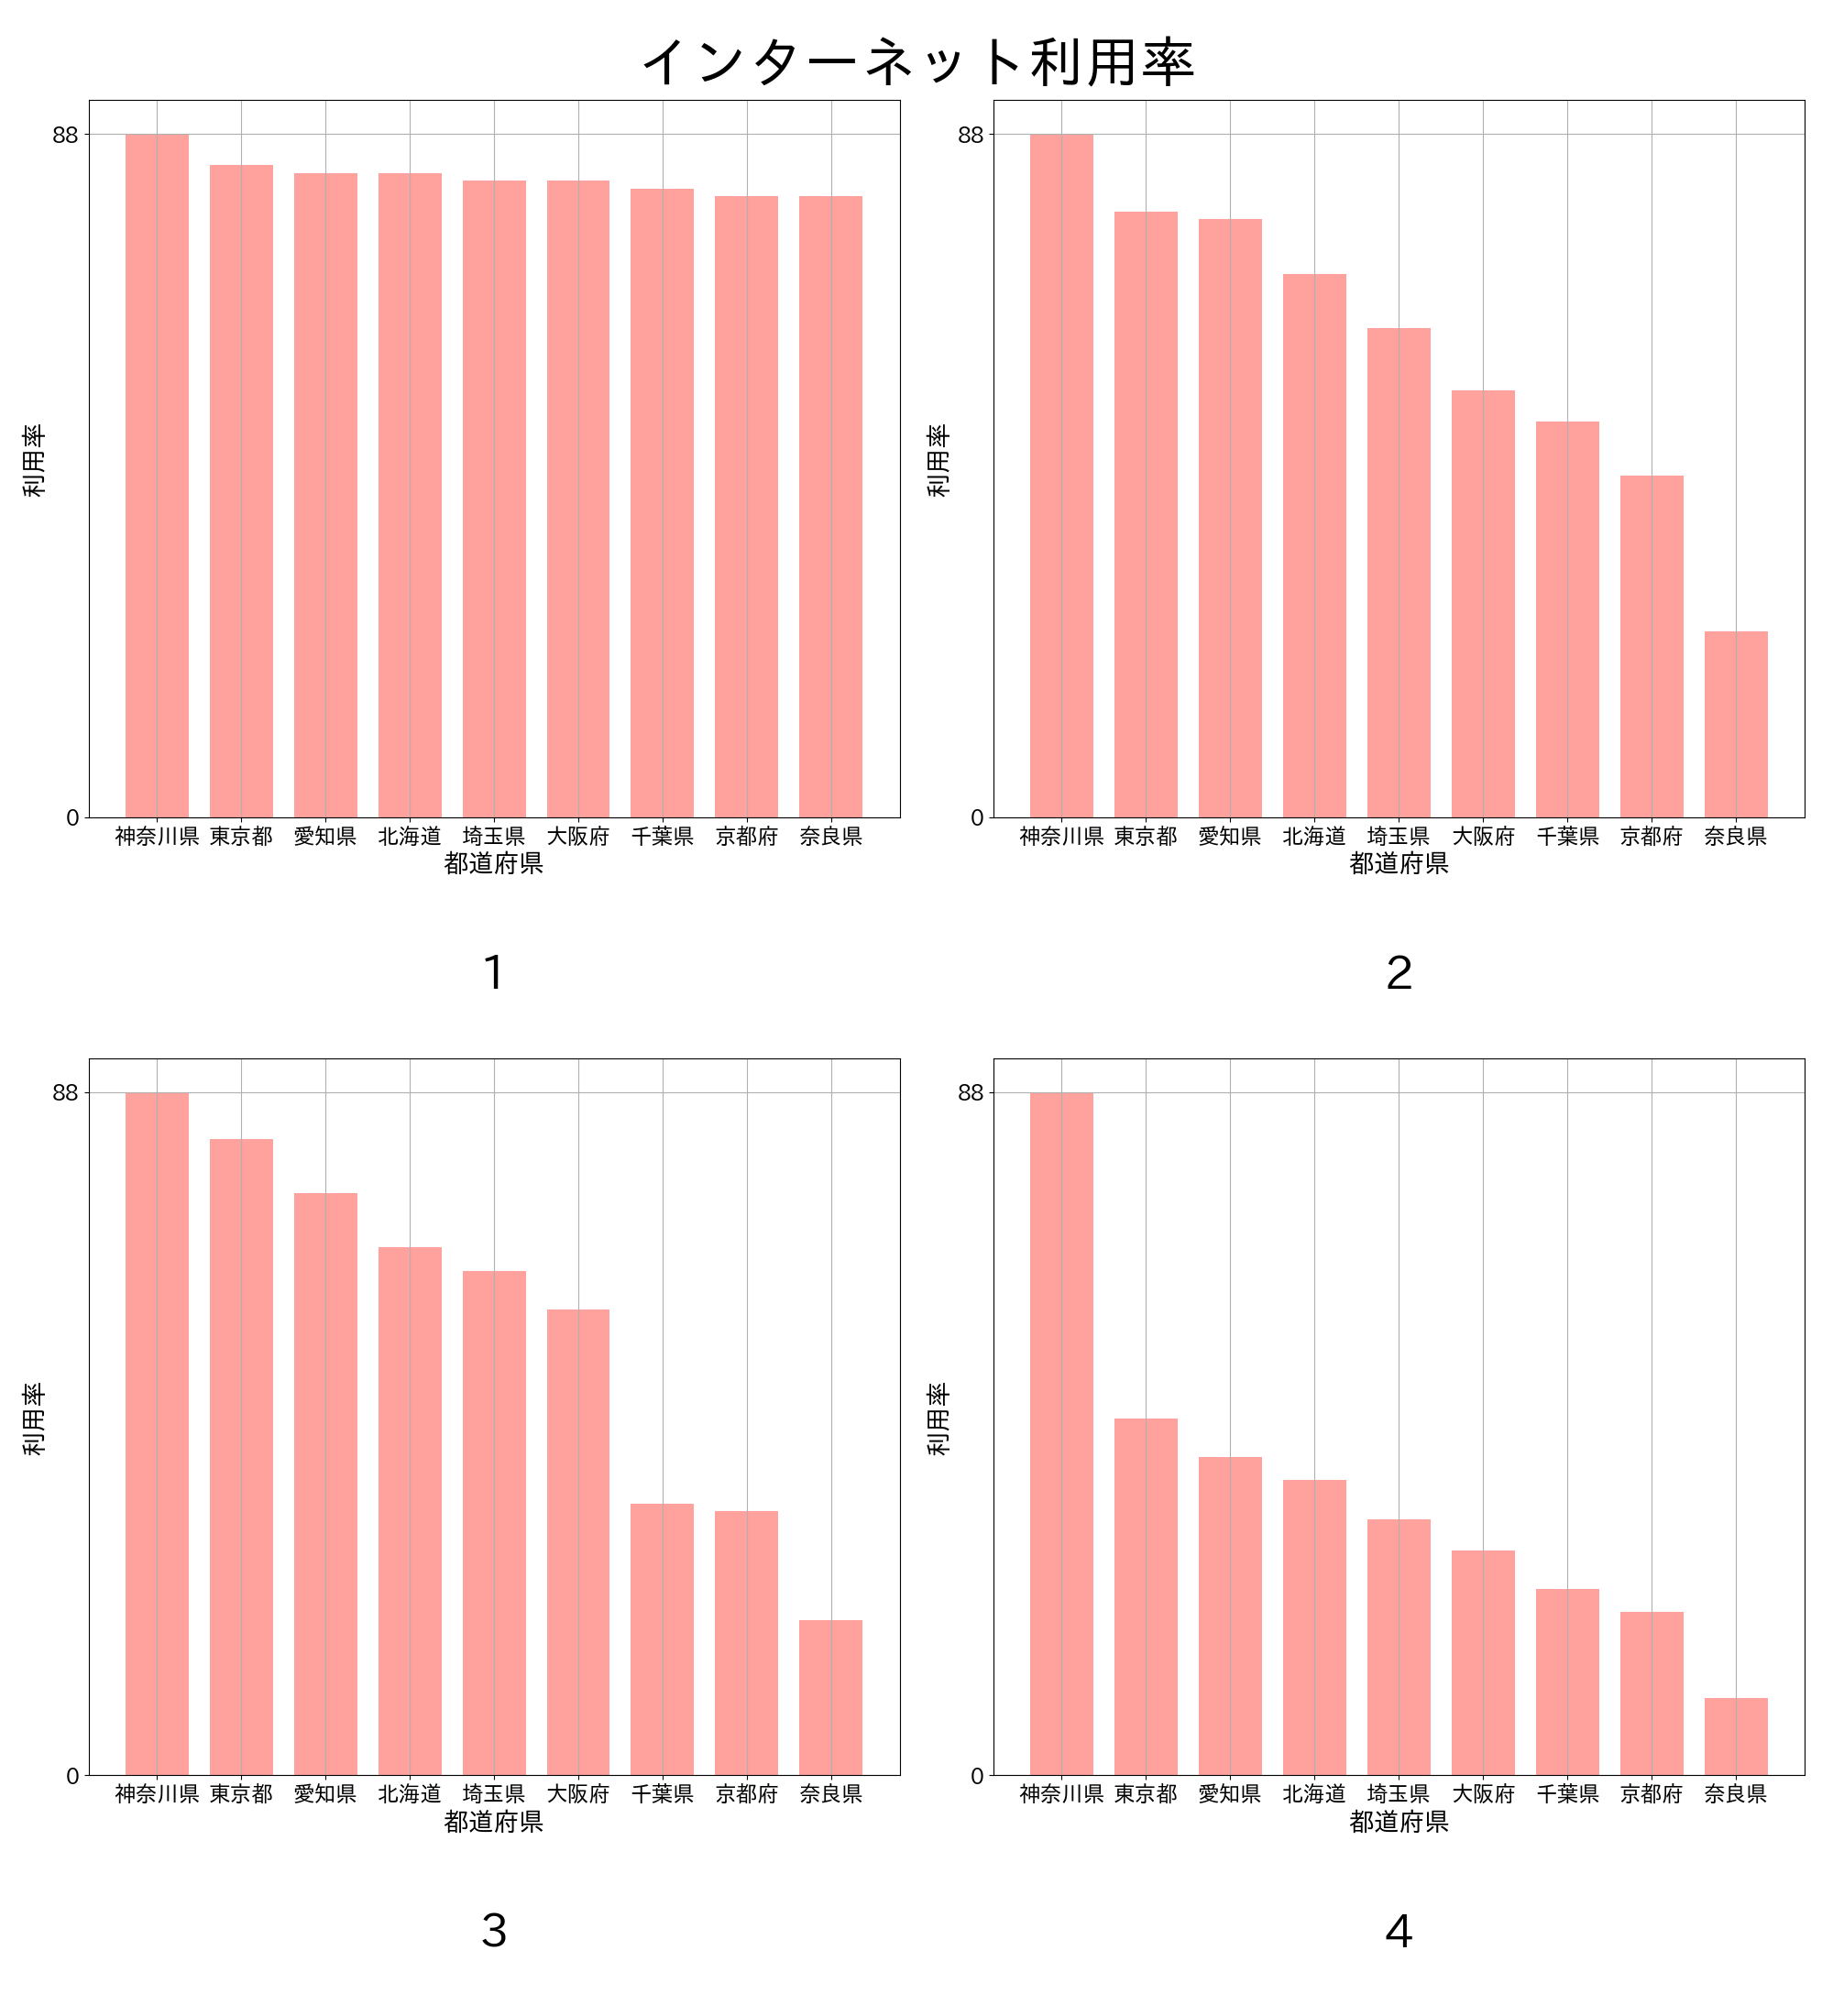 インターネット利用率
88
0
利用率
神奈川県 東京都 愛知県 北海道 埼玉県 大阪府 千葉県 京都府 奈良県
都道府県
1
88
0
利用率
神奈川県 東京都 愛知県 北海道 埼玉県 大阪府 千葉県 京都府 奈良県
都道府県
2
88
0
利用率
神奈川県 東京都 愛知県 北海道 埼玉県 大阪府 千葉県 京都府 奈良県
都道府県
3
88
0
利用率
神奈川県 東京都 愛知県 北海道 埼玉県 大阪府 千葉県 京都府 奈良県
都道府県
4